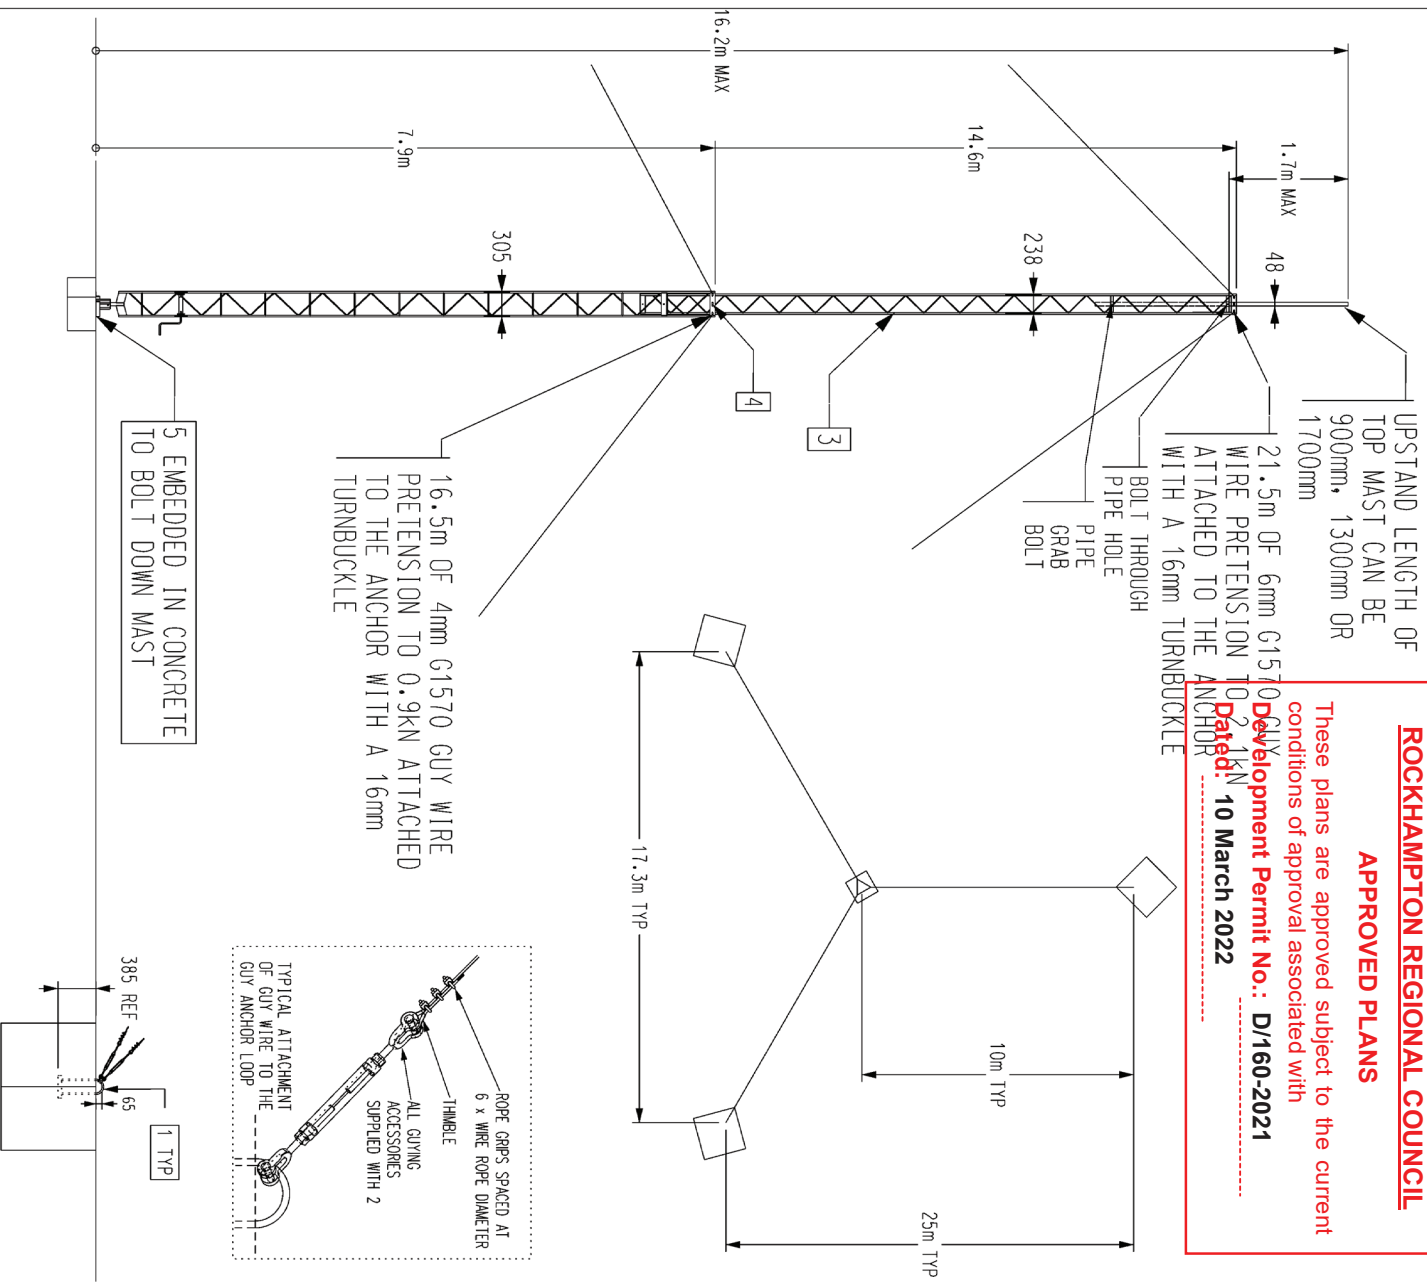 ROCKHAMPTON REGIONAL COUNCIL
APPROVED PLANS
These plans are approved subject to the current
conditions of approval associated with
Development Permit No.: D/160-2021
Dated: 10 March 2022
UPSTAND LENGTH OF
TOP MAST CAN BE
900mm, 1300mm OR
1700mm
21.5m OF 6mm G1570 GUY
WIRE PRETENSION TO 2.1kN
ATTACHED TO THE ANCHOR
WITH A 16mm TURNBUCKLE
BOLT THROUGH
PIPE HOLE
PIPE
GRAB
BOLT
16.2m MAX
14.6m
7.9m
1.7m MAX
48
238
305
3
4
16.5m OF 4mm G1570 GUY WIRE
PRETENSION TO 0.9kN ATTACHED
TO THE ANCHOR WITH A 16mm
TURNBUCKLE
5 EMBEDDED IN CONCRETE
TO BOLT DOWN MAST
17.3m TYP
10m TYP
25m TYP
ROPE GRIPS SPACED AT
6 x WIRE ROPE DIAMETER
THIMBLE
ALL GUYING
ACCESSORIES
SUPPLIED WITH 2
TYPICAL ATTACHMENT
OF GUY WIRE TO THE
GUY ANCHOR LOOP
385 REF
65
1 TYP